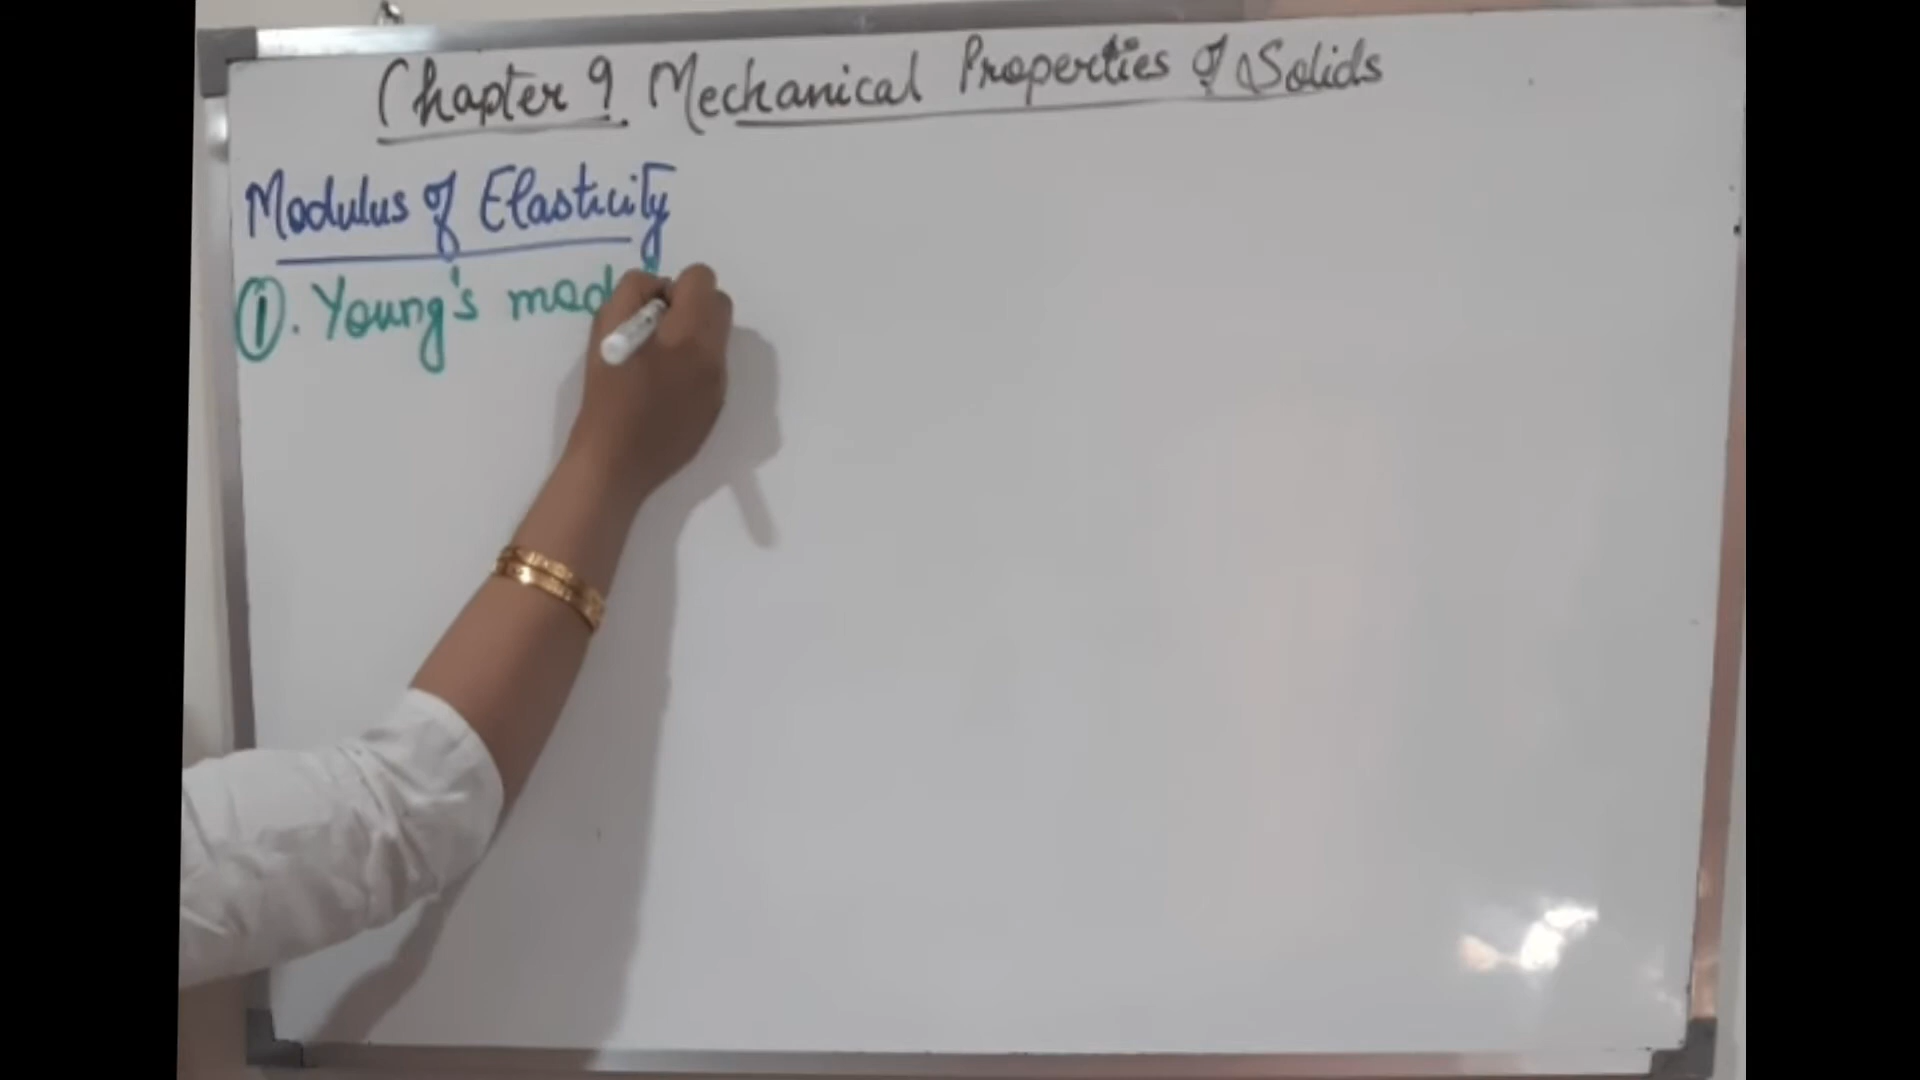 Chapter 9 Mechanical Properties of Solids
Modulus of Elasticity
①. Young's mod